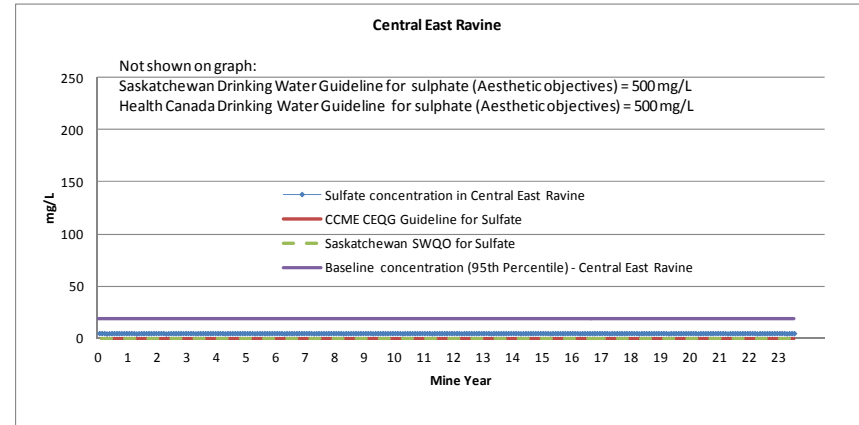 Central East Ravine
Not shown on graph:
Saskatchewan Drinking Water Guideline for sulphate (Aesthetic objectives) = 500 mg/L
Health Canada Drinking Water Guideline for sulphate (Aesthetic objectives) = 500 mg/L
250
200
150
100
50
0
mg/L
Sulfate concentration in Central East Ravine
CCME CEQG Guideline for Sulfate
Saskatchewan SWQO for Sulfate
Baseline concentration (95th Percentile) - Central East Ravine
0 1 2 3 4 5 6 7 8 9 10 11 12 13 14 15 16 17 18 19 20 21 22 23
Mine Year